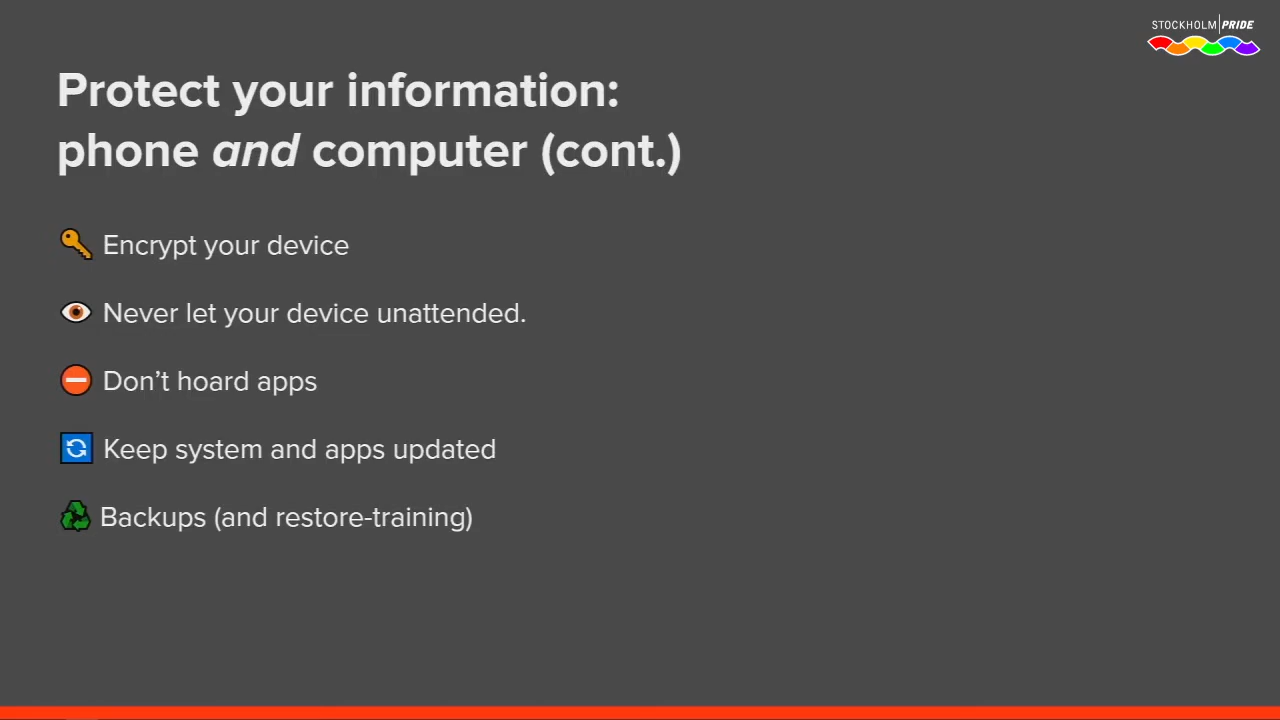 STOCKHOLM PRIDE
Protect your information:
phone and computer (cont.)
Encrypt your device
Never let your device unattended.
Don’t hoard apps
Keep system and apps updated
Backups (and restore-training)